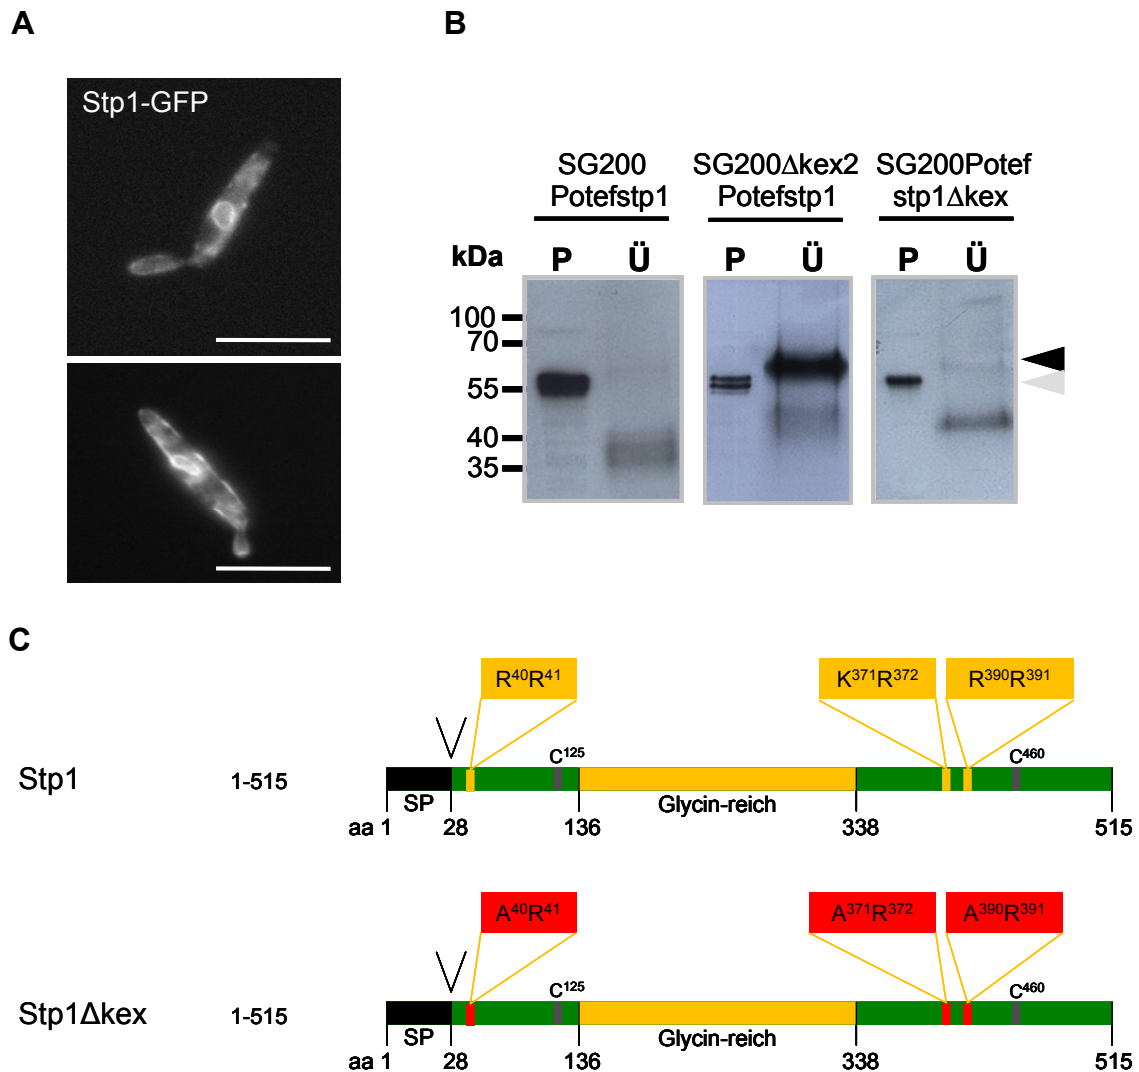 A
B
Stp1-GFP
SG200
Potefstp1
SG200Δkex2
Potefstp1
SG200Potef
stp1Δkex
kDa
P Ü P Ü P Ü
100
70
55
40
35
C
R⁴⁰R⁴¹ K³⁷¹R³⁷² R³⁹⁰R³⁹¹
C¹²⁵ C⁴⁶⁰
Stp1 1-515
SP Glycin-reich
aa 1 28 136 338 515
A⁴⁰R⁴¹ A³⁷¹R³⁷² A³⁹⁰R³⁹¹
C¹²⁵ C⁴⁶⁰
Stp1Δkex 1-515
SP Glycin-reich
aa 1 28 136 338 515